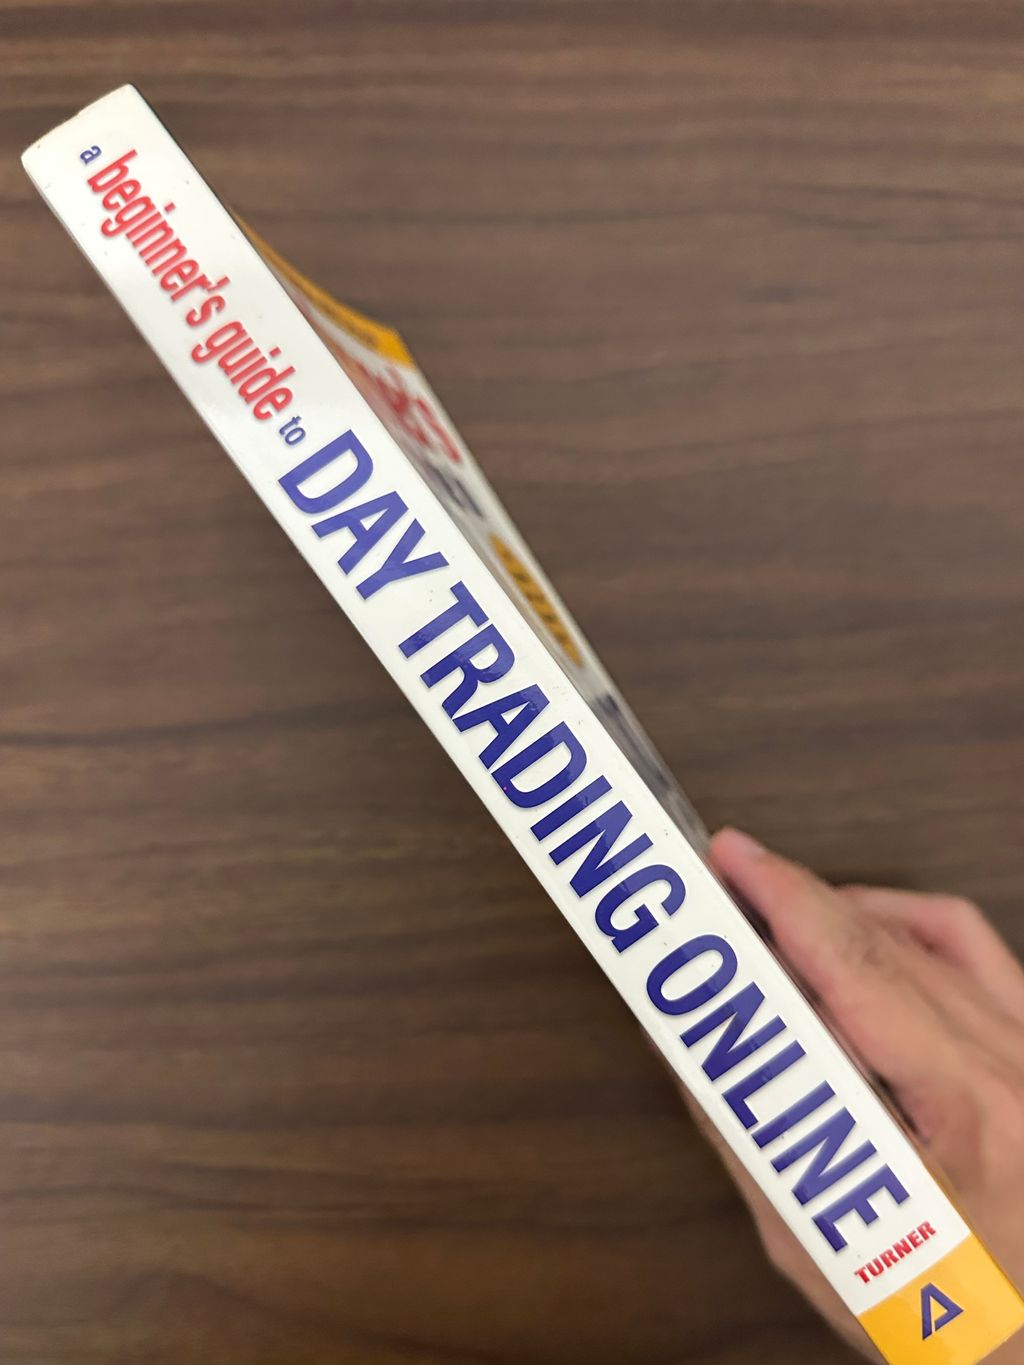 a beginner's guide to DAY TRADING ONLINE
TURNER